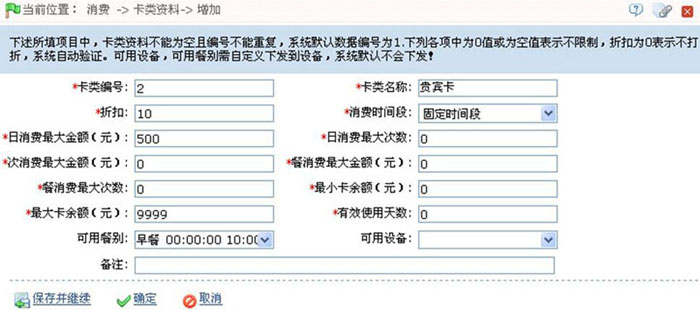 当前位置： 消费 -> 卡类资料-> 增加
下述所填项目中，卡类资料不能为空且编号不能重复，系统默认数据编号为1.下列各项中为0值或为空值表示不限制，折扣为0表示不打
折，系统自动验证。可用设备，可用餐别需自定义下发到设备，系统默认不会下发！
*卡类编号： 2 *卡类名称： 贵宾卡
*折扣： 10 *消费时间段： 固定时间段
*日消费最大金额（元）： 500 *日消费最大次数： 0
*次消费最大金额（元）： 0 *餐消费最大金额（元）： 0
*餐消费最大次数： 0 *最小卡余额（元）： 0
*最大卡余额（元）： 9999 *有效使用天数： 0
可用餐别： 早餐 00:00:00 10:00 可用设备：
备注：
保存并继续 确定 取消